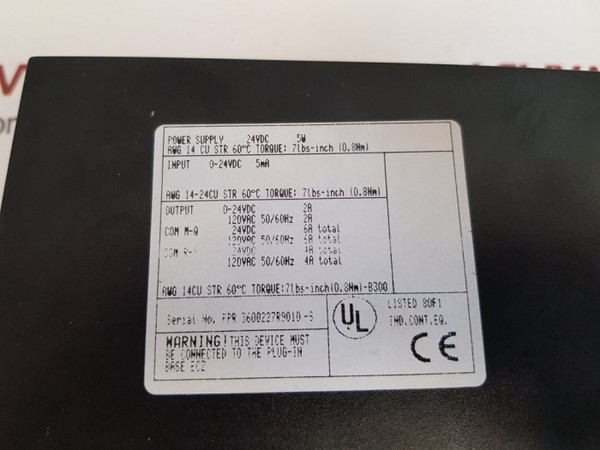 POWER SUPPLY 24VDC 5W
AWG 14 CU STR 60°C TORQUE: 7lbs-inch (0.8Nm)
INPUT 0-24VDC 5mA
AWG 14-24CU STR 60°C TORQUE: 7lbs-inch (0.8Nm)
OUTPUT 0-24VDC 2A
120VAC 50/60Hz 2A
COM M-Q 24VDC 6A total
120VAC 50/60Hz 6A total
COM 24VDC 4A total
120VAC 50/60Hz 4A total
AWG 14CU STR 60°C TORQUE:7lbs-inch(0.8Nm)-B300
Serial No. FPR 3600227R9010
UL
LISTED 80F1
IND.CONT.EQ.
CE
WARNING!THIS DEVICE MUST
BE CONNECTED TO THE PLUG-IN
BASE ECZ